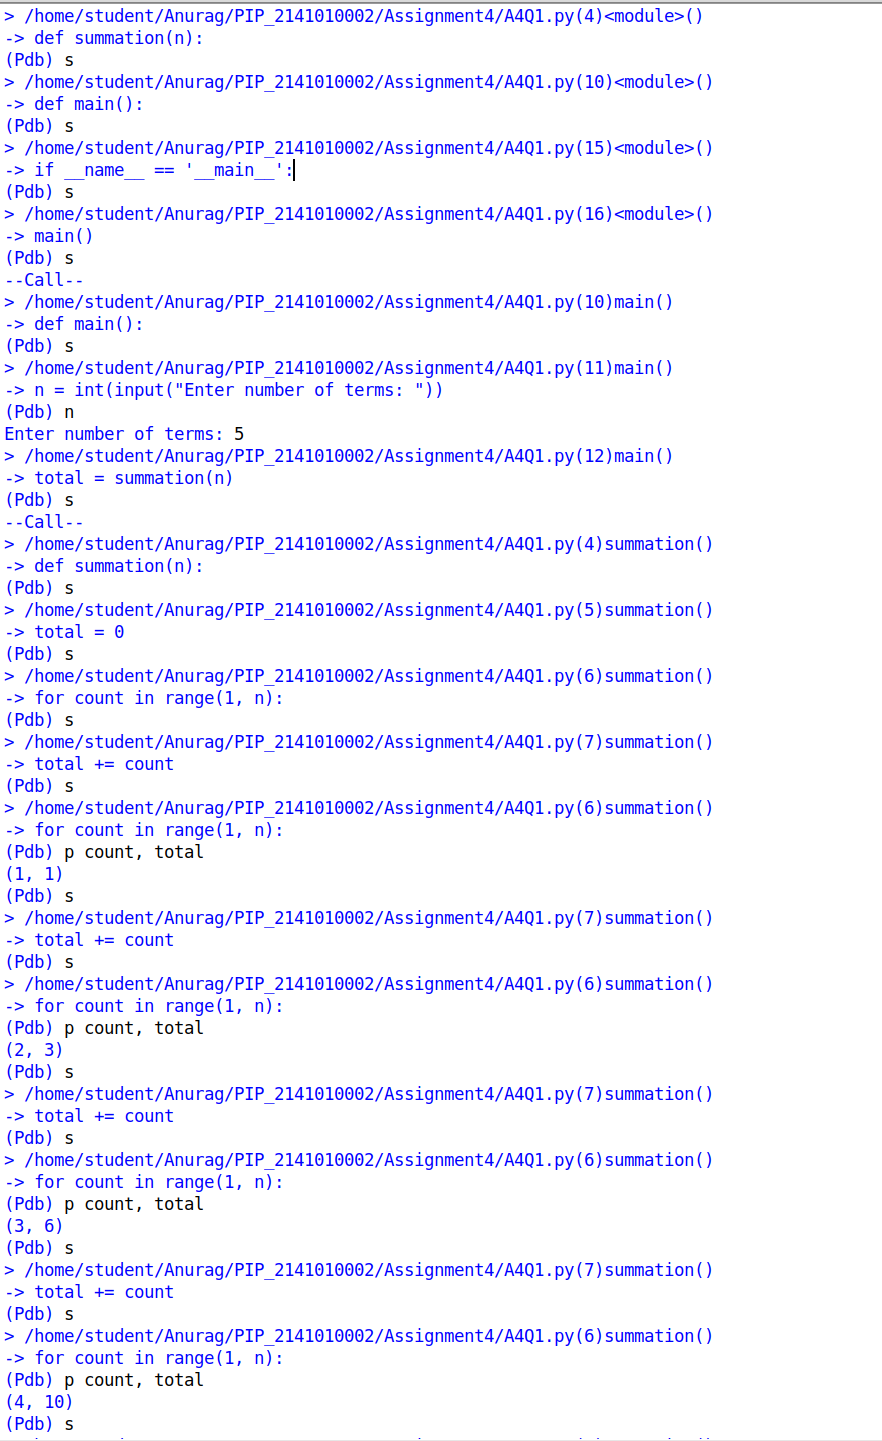 > /home/student/Anurag/PIP_2141010002/Assignment4/A4Q1.py(4)<module>()
-> def summation(n):
(Pdb) s
> /home/student/Anurag/PIP_2141010002/Assignment4/A4Q1.py(10)<module>()
-> def main():
(Pdb) s
> /home/student/Anurag/PIP_2141010002/Assignment4/A4Q1.py(15)<module>()
-> if __name__ == '__main__':
(Pdb) s
> /home/student/Anurag/PIP_2141010002/Assignment4/A4Q1.py(16)<module>()
-> main()
(Pdb) s
--Call--
> /home/student/Anurag/PIP_2141010002/Assignment4/A4Q1.py(10)main()
-> def main():
(Pdb) s
> /home/student/Anurag/PIP_2141010002/Assignment4/A4Q1.py(11)main()
-> n = int(input("Enter number of terms: "))
(Pdb) n
Enter number of terms: 5
> /home/student/Anurag/PIP_2141010002/Assignment4/A4Q1.py(12)main()
-> total = summation(n)
(Pdb) s
--Call--
> /home/student/Anurag/PIP_2141010002/Assignment4/A4Q1.py(4)summation()
-> def summation(n):
(Pdb) s
> /home/student/Anurag/PIP_2141010002/Assignment4/A4Q1.py(5)summation()
-> total = 0
(Pdb) s
> /home/student/Anurag/PIP_2141010002/Assignment4/A4Q1.py(6)summation()
-> for count in range(1, n):
(Pdb) s
> /home/student/Anurag/PIP_2141010002/Assignment4/A4Q1.py(7)summation()
-> total += count
(Pdb) s
> /home/student/Anurag/PIP_2141010002/Assignment4/A4Q1.py(6)summation()
-> for count in range(1, n):
(Pdb) p count, total
(1, 1)
(Pdb) s
> /home/student/Anurag/PIP_2141010002/Assignment4/A4Q1.py(7)summation()
-> total += count
(Pdb) s
> /home/student/Anurag/PIP_2141010002/Assignment4/A4Q1.py(6)summation()
-> for count in range(1, n):
(Pdb) p count, total
(2, 3)
(Pdb) s
> /home/student/Anurag/PIP_2141010002/Assignment4/A4Q1.py(7)summation()
-> total += count
(Pdb) s
> /home/student/Anurag/PIP_2141010002/Assignment4/A4Q1.py(6)summation()
-> for count in range(1, n):
(Pdb) p count, total
(3, 6)
(Pdb) s
> /home/student/Anurag/PIP_2141010002/Assignment4/A4Q1.py(7)summation()
-> total += count
(Pdb) s
> /home/student/Anurag/PIP_2141010002/Assignment4/A4Q1.py(6)summation()
-> for count in range(1, n):
(Pdb) p count, total
(4, 10)
(Pdb) s